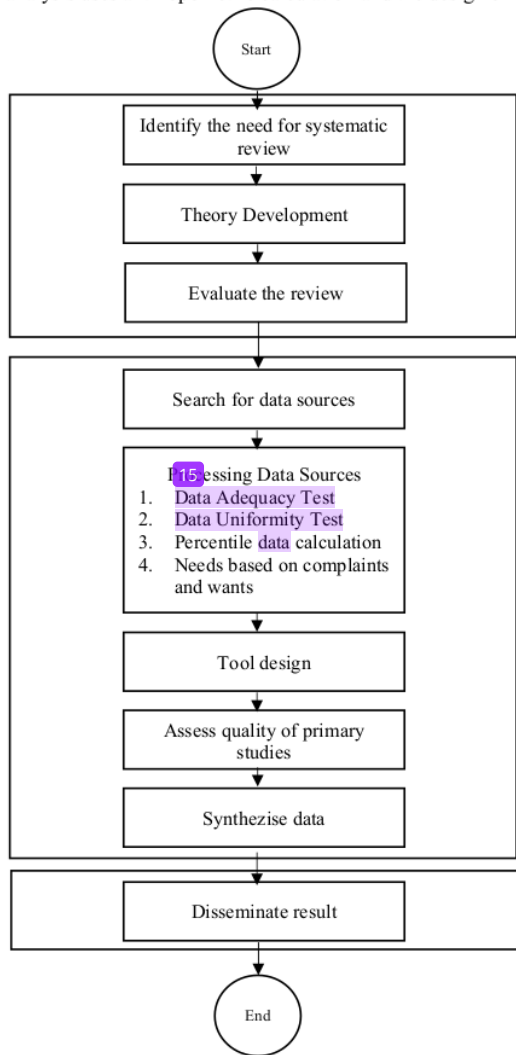 Start
Identify the need for systematic
review
Theory Development
Evaluate the review
Search for data sources
15
Processing Data Sources
1. Data Adequacy Test
2. Data Uniformity Test
3. Percentile data calculation
4. Needs based on complaints
and wants
Tool design
Assess quality of primary
studies
Synthezise data
Disseminate result
End